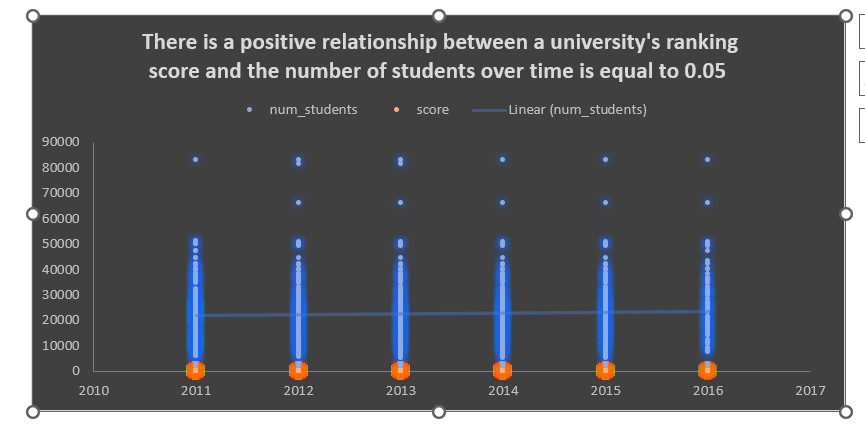 There is a positive relationship between a university's ranking
score and the number of students over time is equal to 0.05
num_students score Linear (num_students)
90000
80000
70000
60000
50000
40000
30000
20000
10000
0
2010 2011 2012 2013 2014 2015 2016 2017